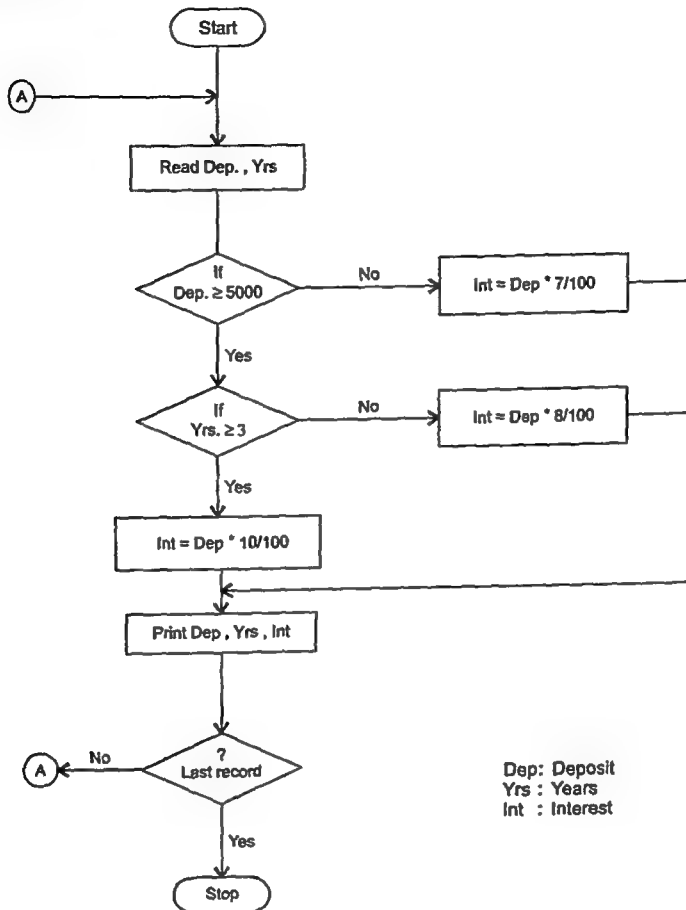 Start
A
Read Dep. , Yrs
If
Dep. ≥ 5000
No
Int = Dep * 7/100
Yes
If
Yrs. ≥ 3
No
Int = Dep * 8/100
Yes
Int = Dep * 10/100
Print Dep , Yrs , Int
?
Last record
No
A
Yes
Stop
Dep: Deposit
Yrs : Years
Int : Interest